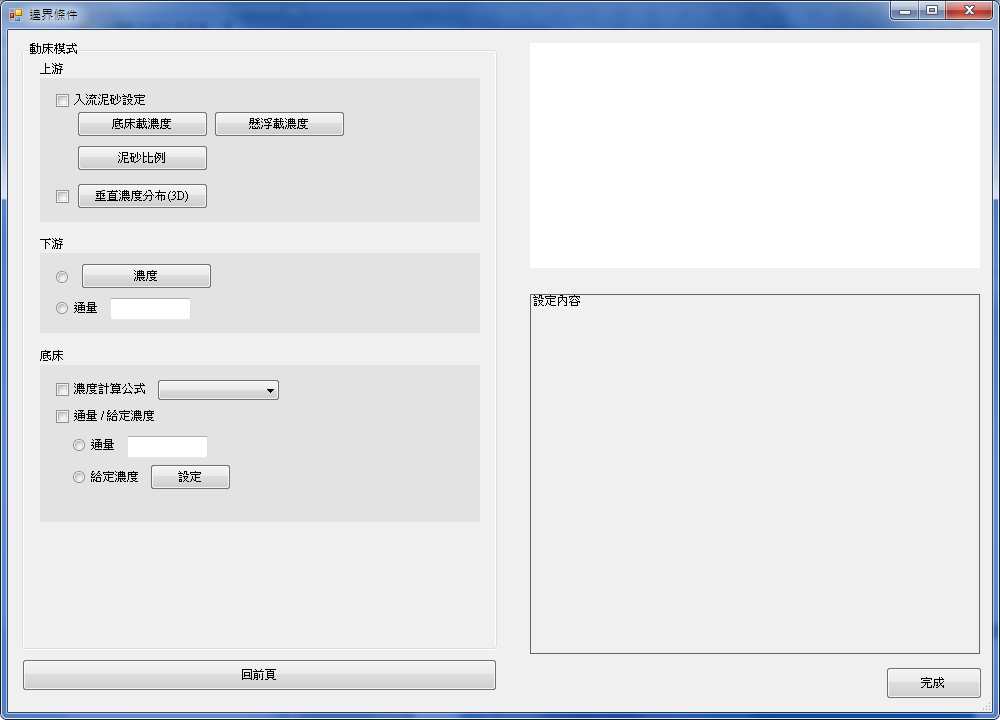 邊界條件
動床模式
上游
入流泥砂設定
底床載濃度 懸浮載濃度
泥砂比例
垂直濃度分布(3D)
下游
濃度
通量
底床
濃度計算公式
通量 / 給定濃度
通量
給定濃度 設定
回前頁
設定內容
完成